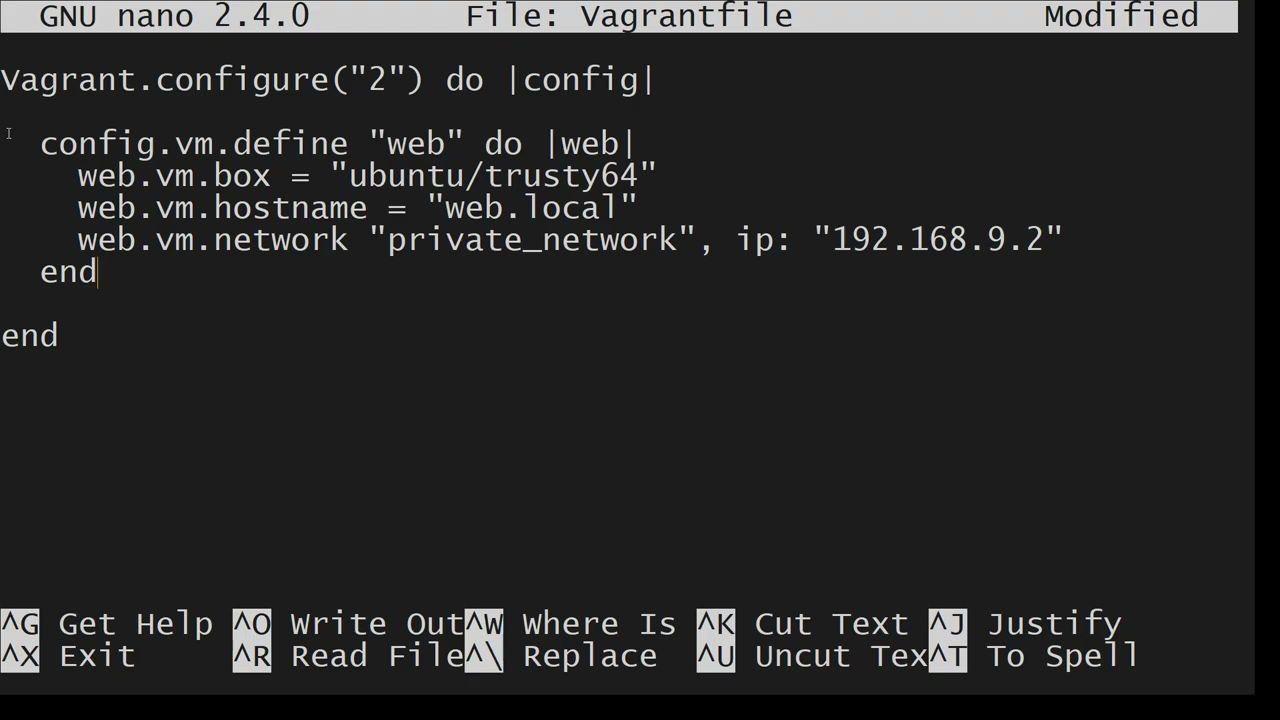 GNU nano 2.4.0 File: Vagrantfile Modified
Vagrant.configure("2") do |config|
config.vm.define "web" do |web|
web.vm.box = "ubuntu/trusty64"
web.vm.hostname = "web.local"
web.vm.network "private_network", ip: "192.168.9.2"
end
end
^G Get Help ^O Write Out ^W Where Is ^K Cut Text ^J Justify
^X Exit ^R Read File ^\ Replace ^U Uncut Tex ^T To Spell